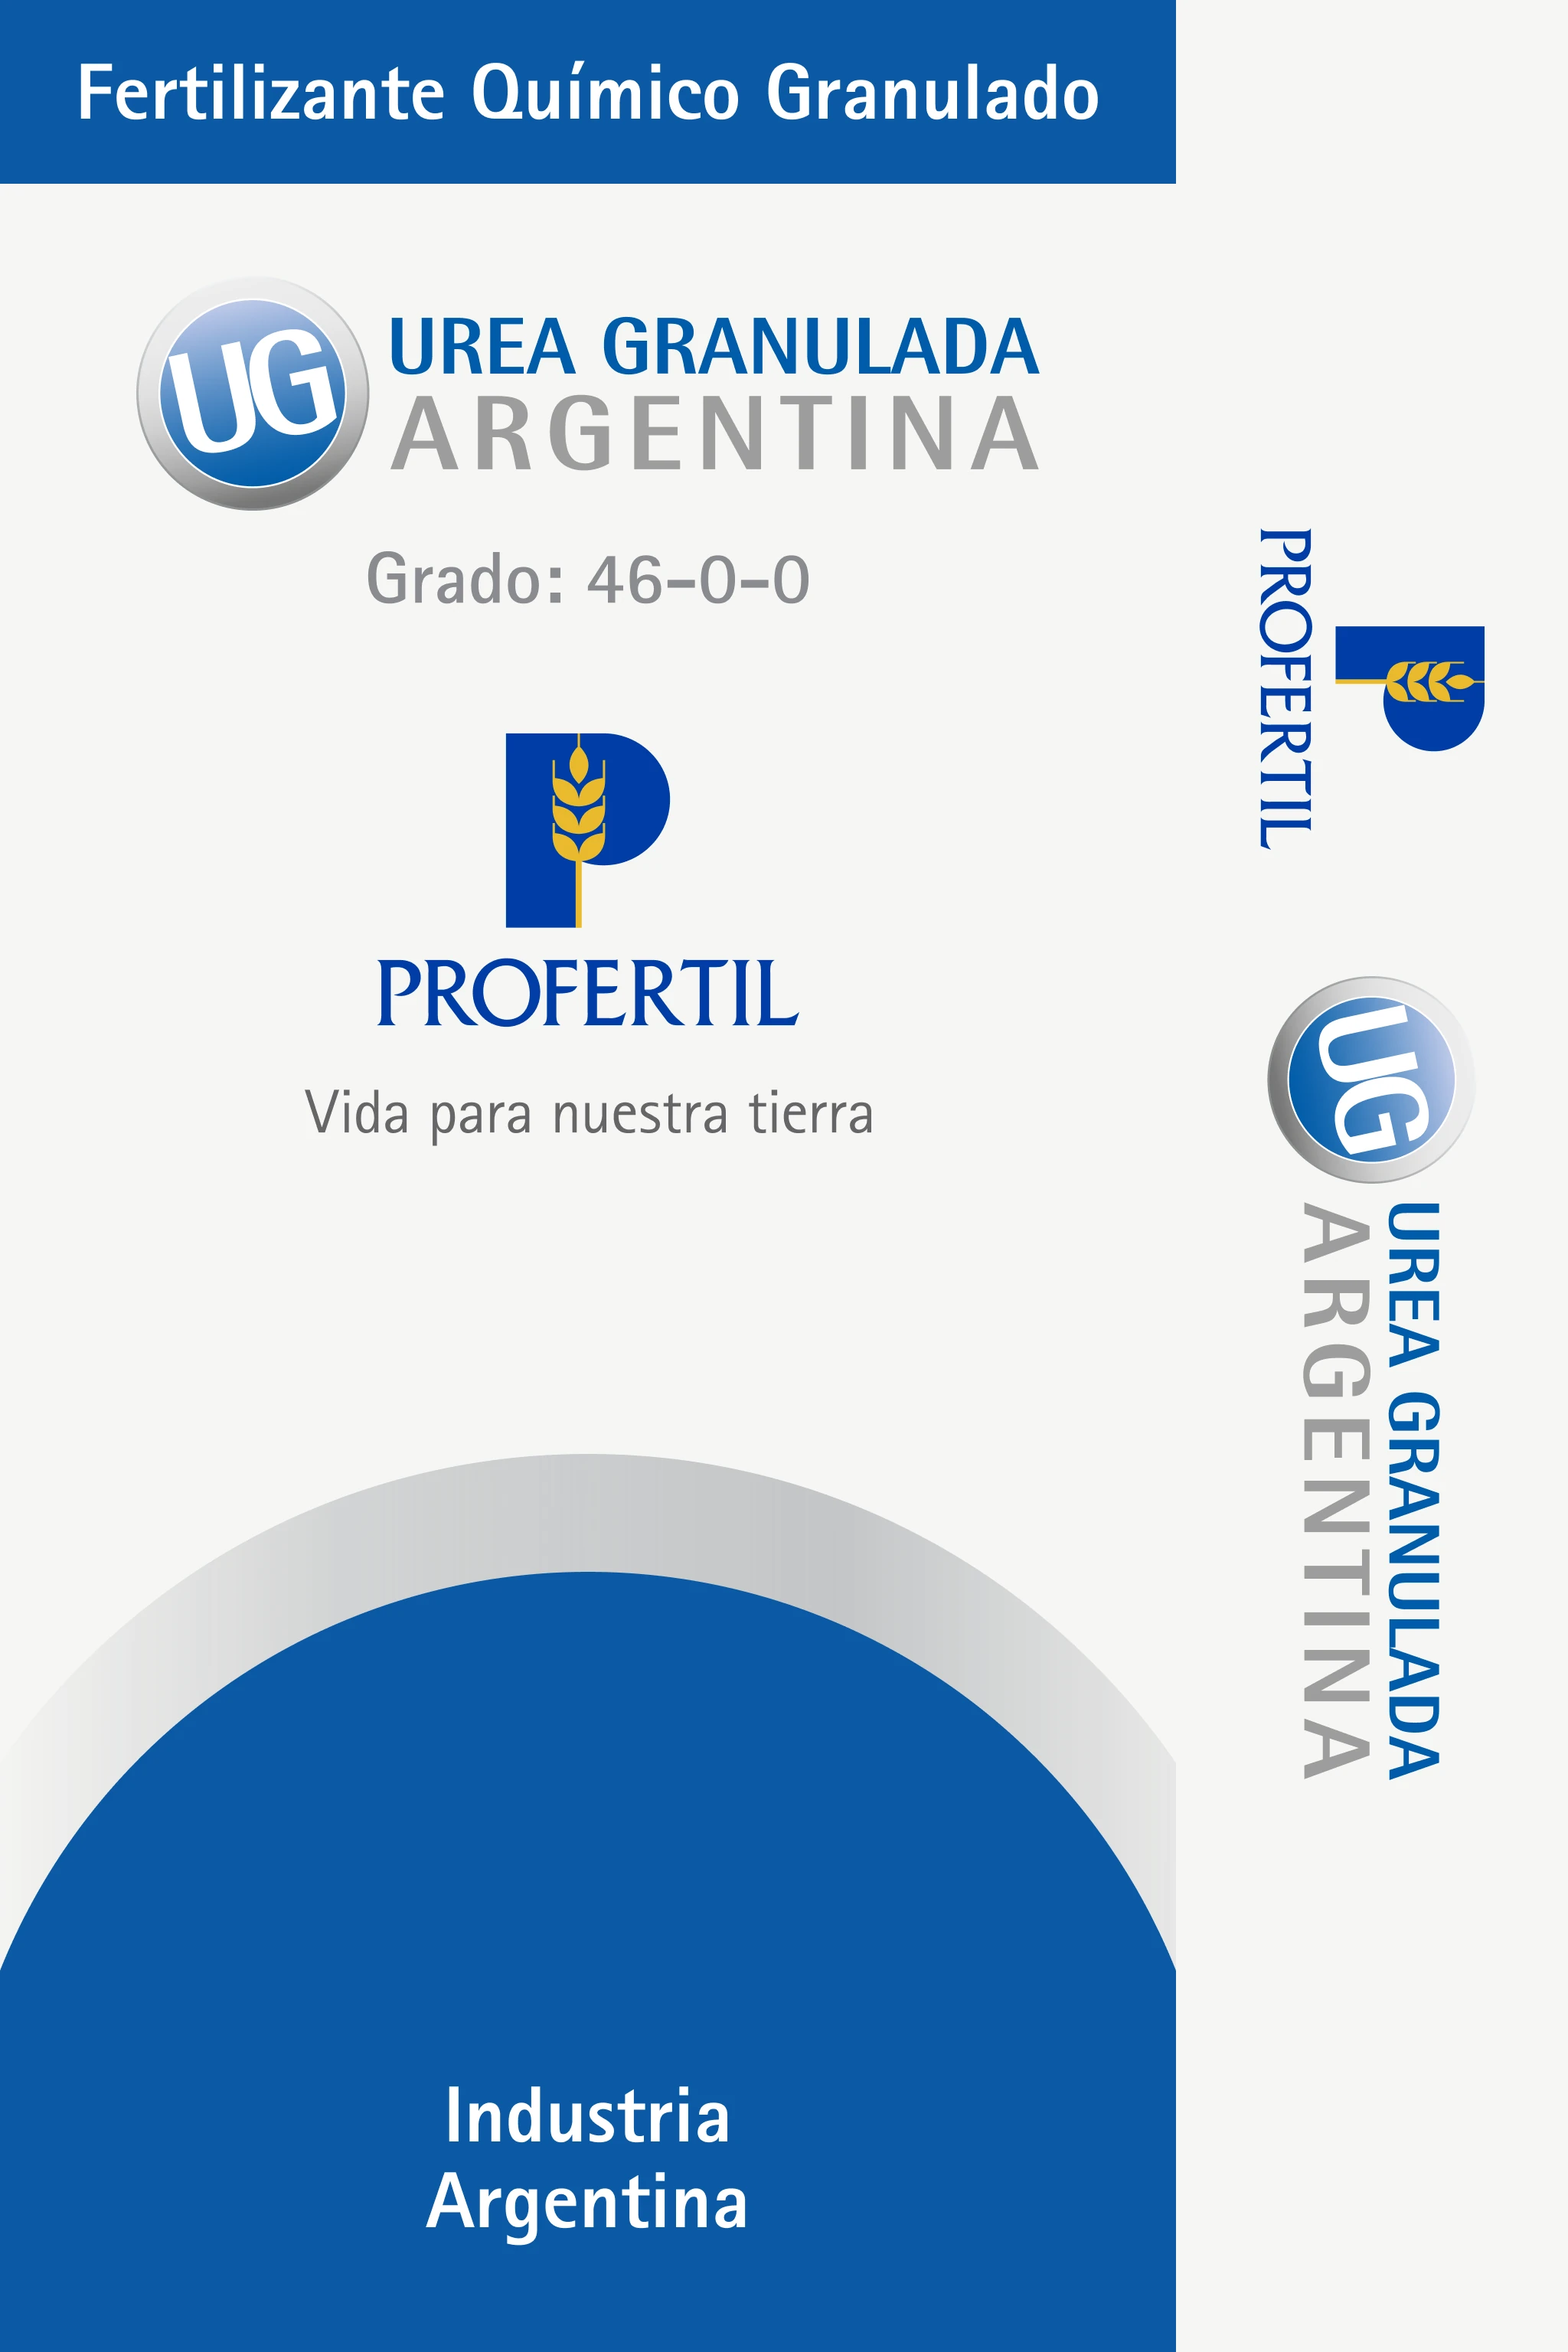 Fertilizante Químico Granulado
UG
UREA GRANULADA
ARGENTINA
Grado: 46-0-0
PROFERTIL
Vida para nuestra tierra
Industria
Argentina
PROFERTIL
UG
UREA GRANULADA
ARGENTINA